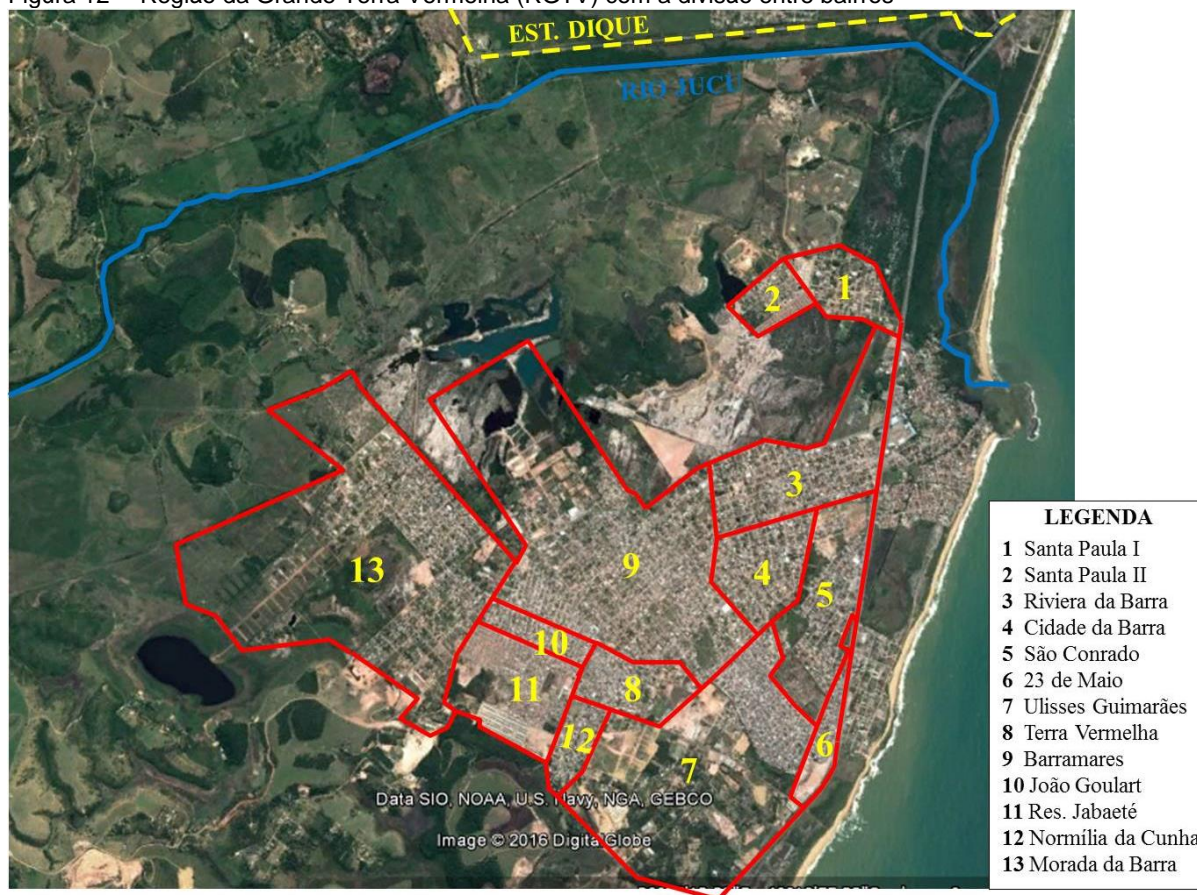 Figura 12 – Região da Grande Terra Vermelha (RGTV) com a divisão entre bairros
EST. DIQUE
RIO JUCU
1
2
3
4
5
6
7
8
9
10
11
12
13
Data SIO, NOAA, U.S. Navy, NGA, GEBCO
Image © 2016 DigitalGlobe
LEGENDA
1 Santa Paula I
2 Santa Paula II
3 Riviera da Barra
4 Cidade da Barra
5 São Conrado
6 23 de Maio
7 Ulisses Guimarães
8 Terra Vermelha
9 Barramares
10 João Goulart
11 Res. Jabaeté
12 Normília da Cunha
13 Morada da Barra